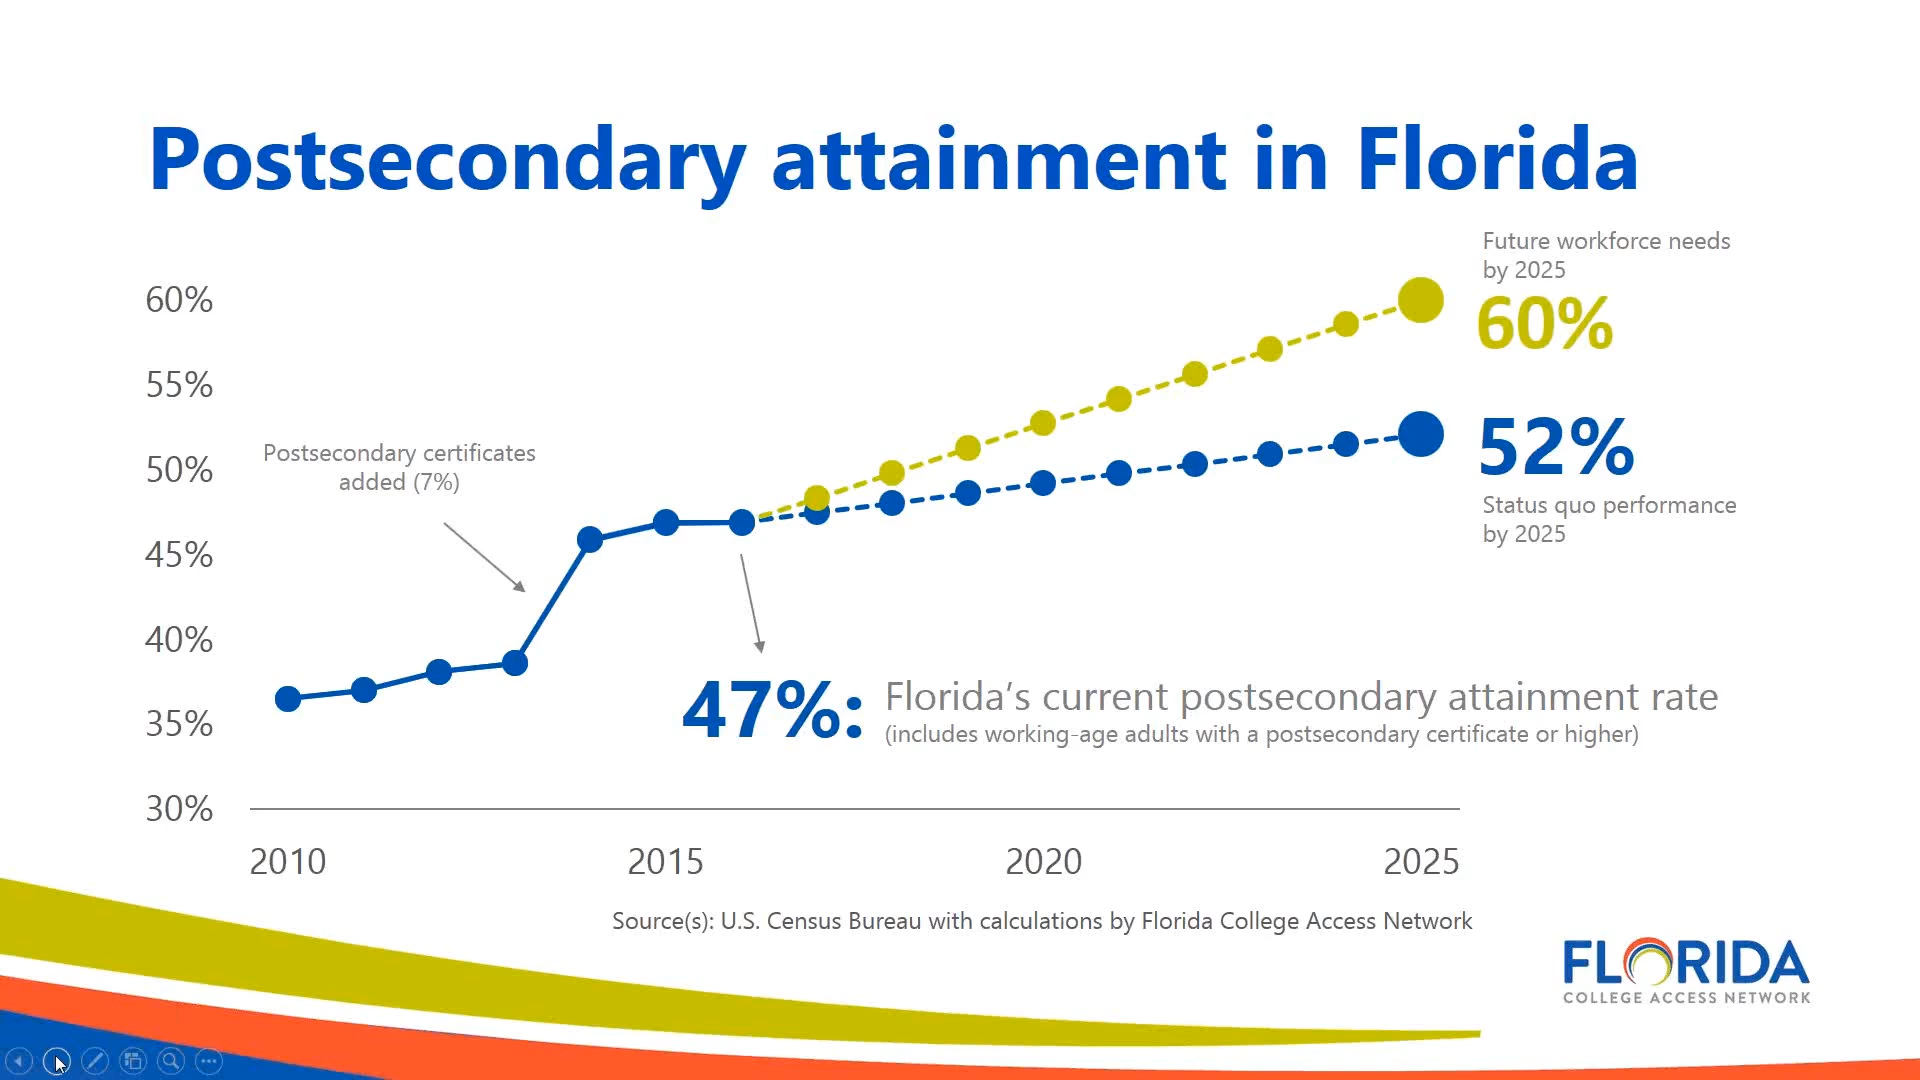 Postsecondary attainment in Florida
Future workforce needs
by 2025
60%
60%
55%
52%
Postsecondary certificates
added (7%)
50%
Status quo performance
by 2025
45%
40%
47%: Florida’s current postsecondary attainment rate
(includes working-age adults with a postsecondary certificate or higher)
35%
30%
2010 2015 2020 2025
Source(s): U.S. Census Bureau with calculations by Florida College Access Network
FLORIDA
COLLEGE ACCESS NETWORK